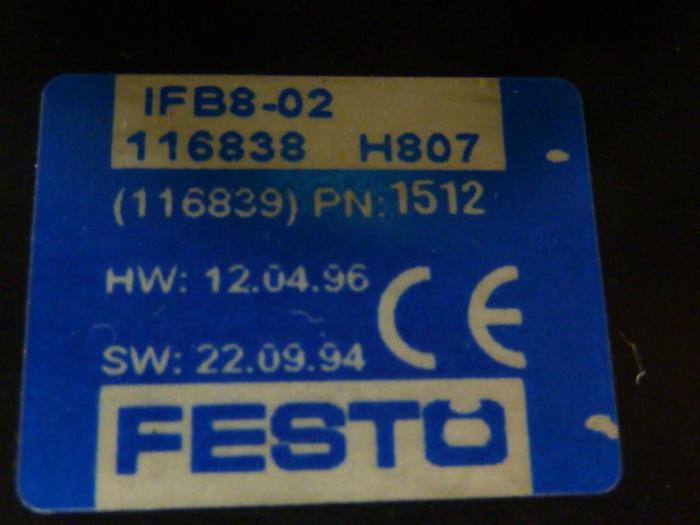 IFB8-02
116838 H807
(116839) PN: 1512
HW: 12.04.96
SW: 22.09.94
CE
FESTO